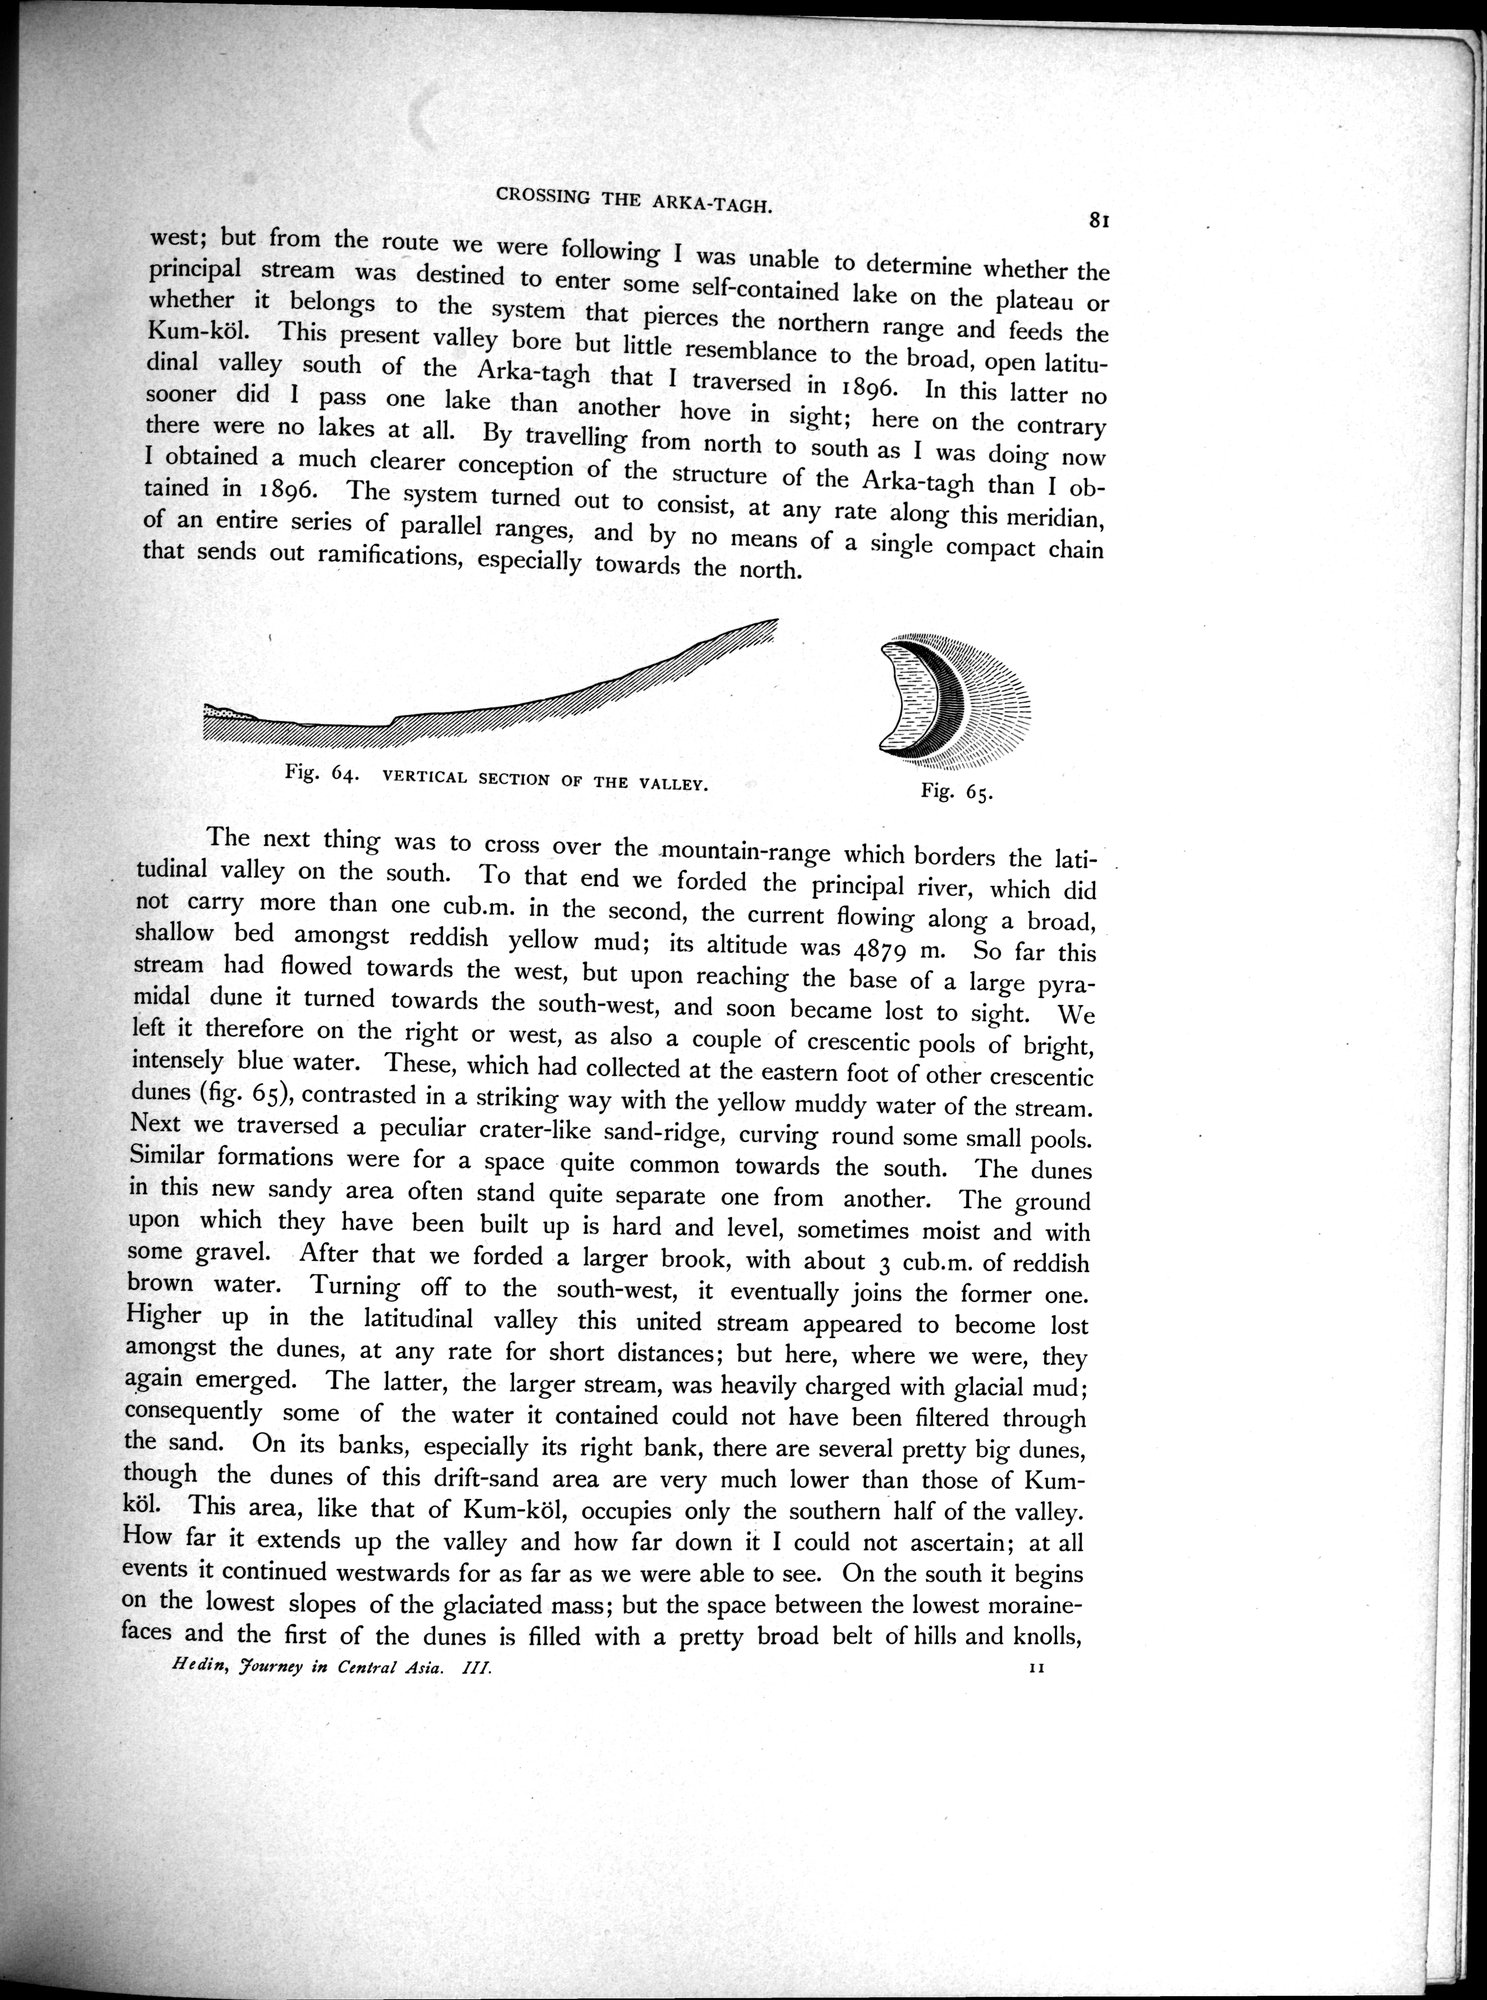 CROSSING THE ARKA-TAGH.
81
west; but from the route we were following I was unable to determine whether the
principal stream was destined to enter some self-contained lake on the plateau or
whether it belongs to the system that pierces the northern range and feeds the
Kum-köl. This present valley bore but little resemblance to the broad, open latitu-
dinal valley south of the Arka-tagh that I traversed in 1896. In this latter no
sooner did I pass one lake than another hove in sight; here on the contrary
there were no lakes at all. By travelling from north to south as I was doing now
I obtained a much clearer conception of the structure of the Arka-tagh than I ob-
tained in 1896. The system turned out to consist, at any rate along this meridian,
of an entire series of parallel ranges, and by no means of a single compact chain
that sends out ramifications, especially towards the north.
Fig. 64. VERTICAL SECTION OF THE VALLEY.
Fig. 65.
The next thing was to cross over the mountain-range which borders the lati-
tudinal valley on the south. To that end we forded the principal river, which did
not carry more than one cub.m. in the second, the current flowing along a broad,
shallow bed amongst reddish yellow mud; its altitude was 4879 m. So far this
stream had flowed towards the west, but upon reaching the base of a large pyra-
midal dune it turned towards the south-west, and soon became lost to sight. We
left it therefore on the right or west, as also a couple of crescentic pools of bright,
intensely blue water. These, which had collected at the eastern foot of other crescentic
dunes (fig. 65), contrasted in a striking way with the yellow muddy water of the stream.
Next we traversed a peculiar crater-like sand-ridge, curving round some small pools.
Similar formations were for a space quite common towards the south. The dunes
in this new sandy area often stand quite separate one from another. The ground
upon which they have been built up is hard and level, sometimes moist and with
some gravel. After that we forded a larger brook, with about 3 cub.m. of reddish
brown water. Turning off to the south-west, it eventually joins the former one.
Higher up in the latitudinal valley this united stream appeared to become lost
amongst the dunes, at any rate for short distances; but here, where we were, they
again emerged. The latter, the larger stream, was heavily charged with glacial mud;
consequently some of the water it contained could not have been filtered through
the sand. On its banks, especially its right bank, there are several pretty big dunes,
though the dunes of this drift-sand area are very much lower than those of Kum-
köl. This area, like that of Kum-köl, occupies only the southern half of the valley.
How far it extends up the valley and how far down it I could not ascertain; at all
events it continued westwards for as far as we were able to see. On the south it begins
on the lowest slopes of the glaciated mass; but the space between the lowest moraine-
faces and the first of the dunes is filled with a pretty broad belt of hills and knolls,
Hedin, Journey in Central Asia. III.
11